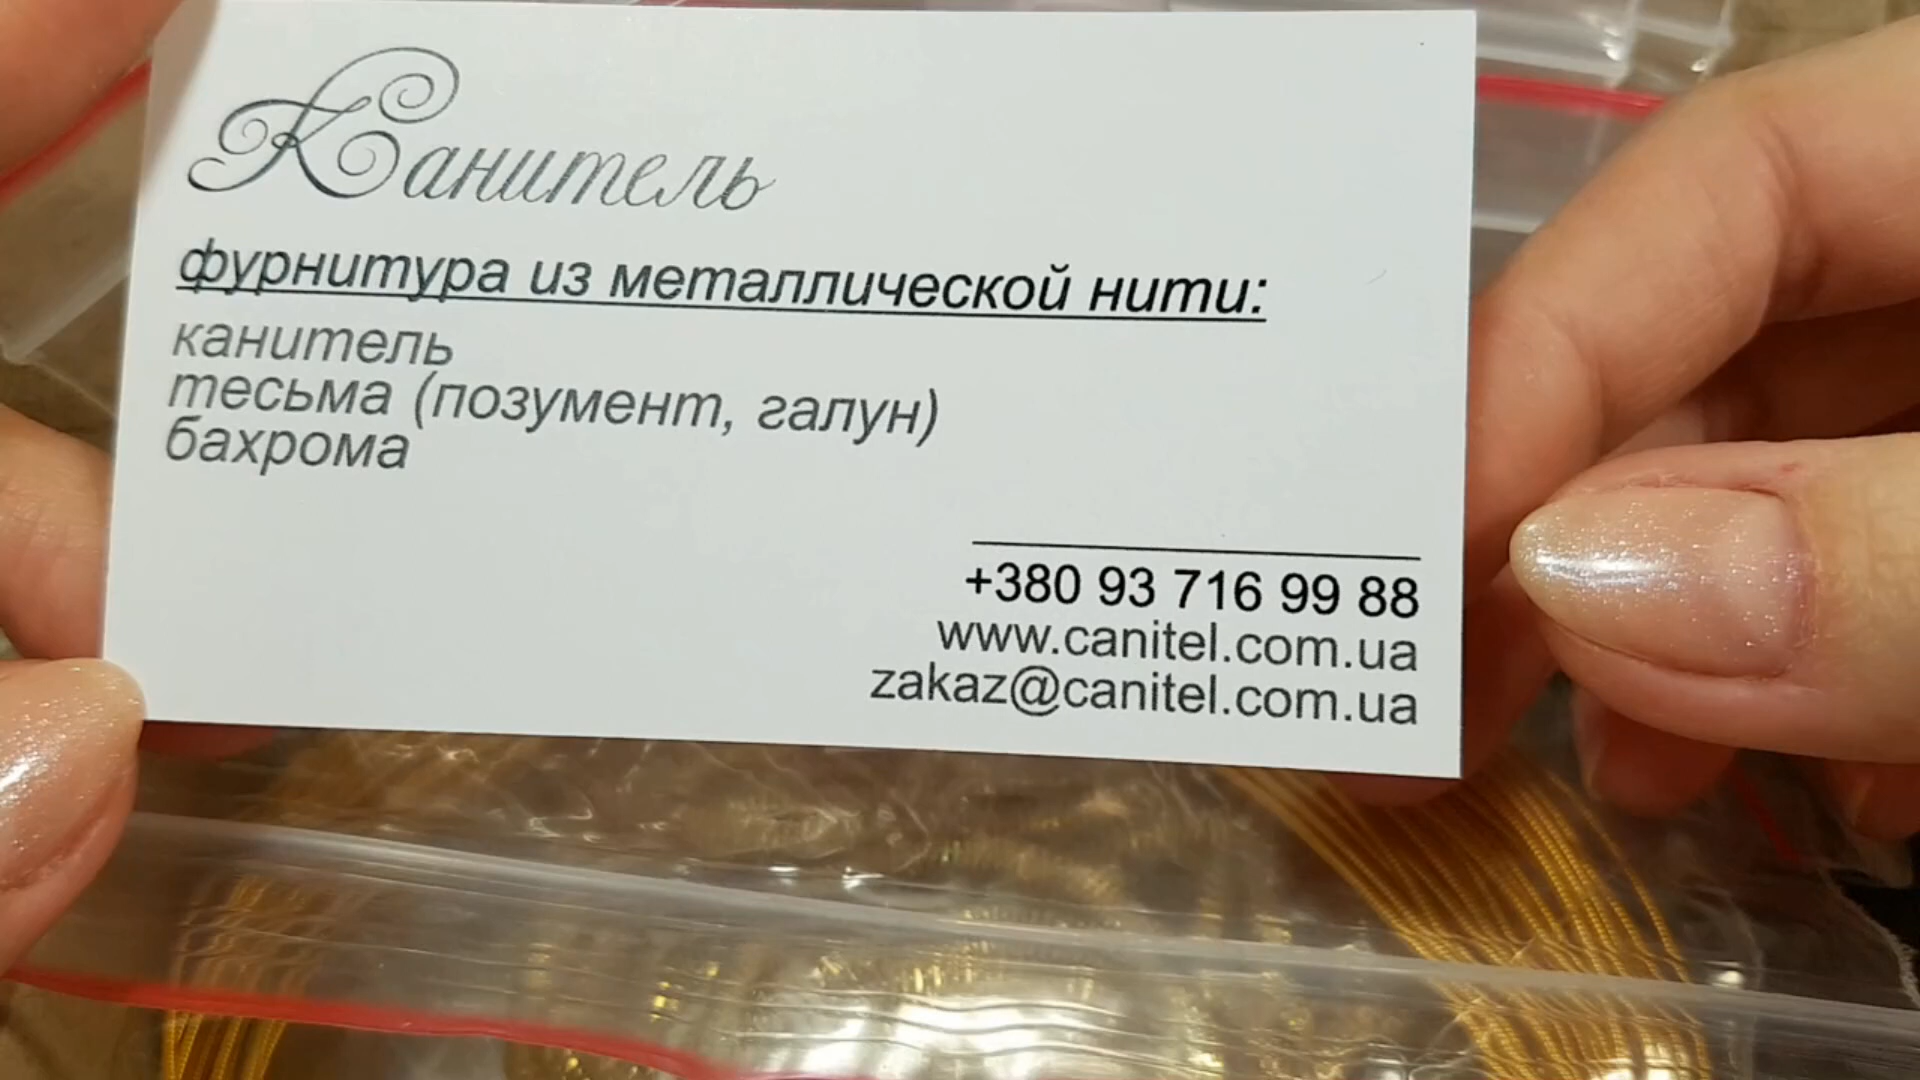 Канитель
фурнитура из металлической нити:
канитель
тесьма (позумент, галун)
бахрома
+380 93 716 99 88
www.canitel.com.ua
zakaz@canitel.com.ua